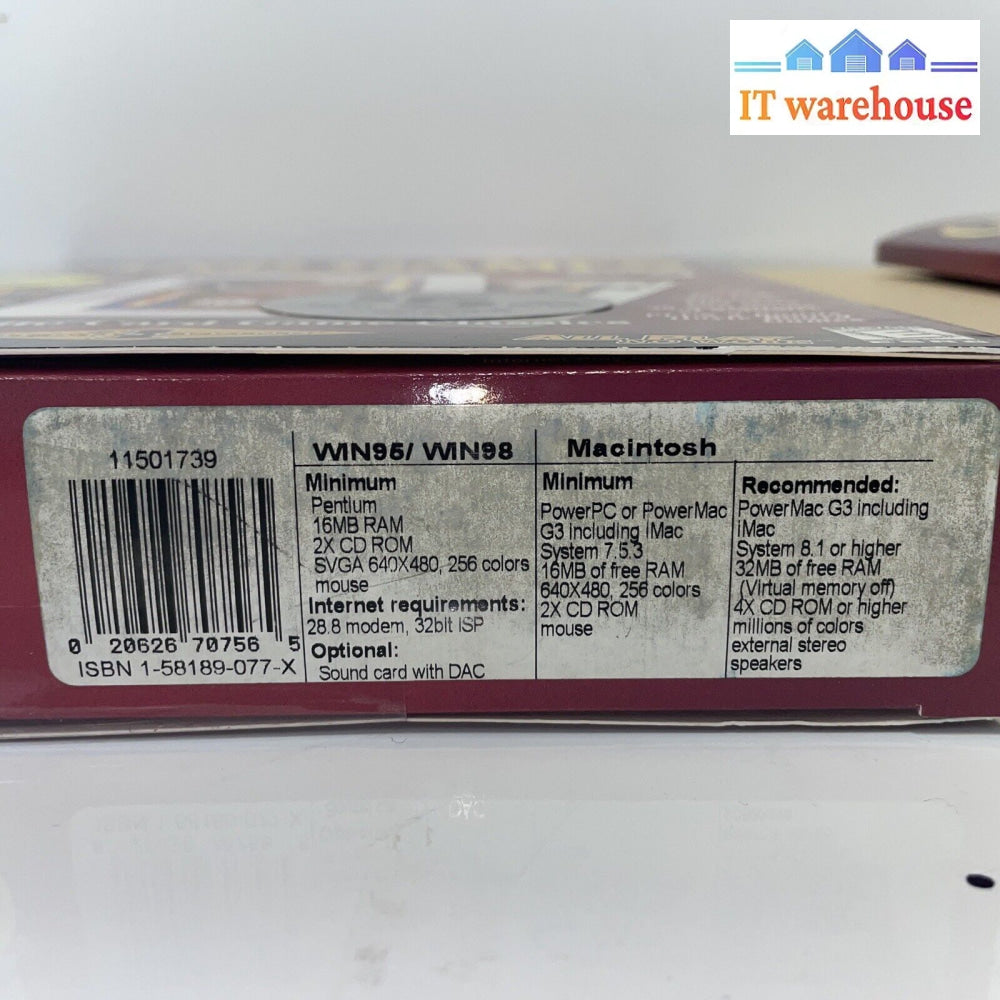 IT warehouse
11501739
0 20626 70756 5
ISBN 1-58189-077-X
WIN95/ WIN98
Minimum
Pentium
16MB RAM
2X CD ROM
SVGA 640X480, 256 colors
mouse
Internet requirements:
28.8 modem, 32bit ISP
Optional:
Sound card with DAC
Macintosh
Minimum
PowerPC or PowerMac
G3 including iMac
System 7.5.3
16MB of free RAM
640X480, 256 colors
2X CD ROM
mouse
Recommended:
PowerMac G3 including
iMac
System 8.1 or higher
32MB of free RAM
(Virtual memory off)
4X CD ROM or higher
millions of colors
external stereo
speakers